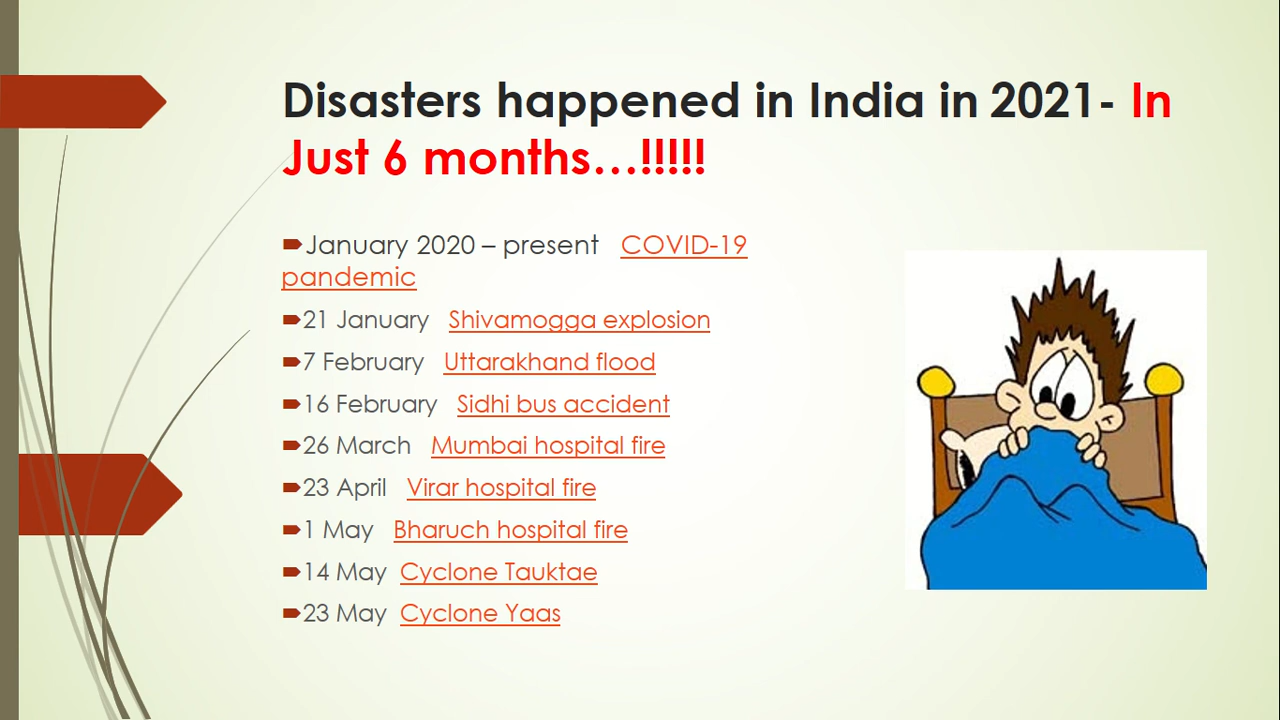 Disasters happened in India in 2021- In
Just 6 months…!!!!!
January 2020 – present COVID-19
pandemic
21 January Shivamogga explosion
7 February Uttarakhand flood
16 February Sidhi bus accident
26 March Mumbai hospital fire
23 April Virar hospital fire
1 May Bharuch hospital fire
14 May Cyclone Tauktae
23 May Cyclone Yaas